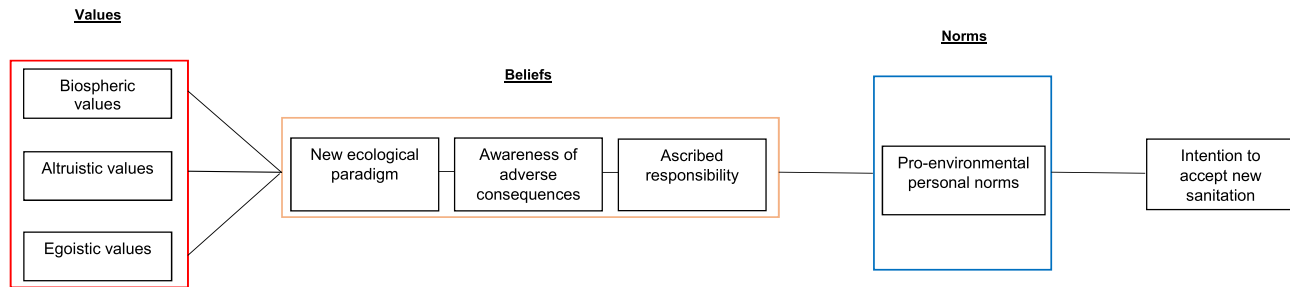 Values
Biospheric
values
Altruistic values
Egoistic values
Beliefs
New ecological
paradigm
Awareness of
adverse
consequences
Ascribed
responsibility
Norms
Pro-environmental
personal norms
Intention to
accept new
sanitation